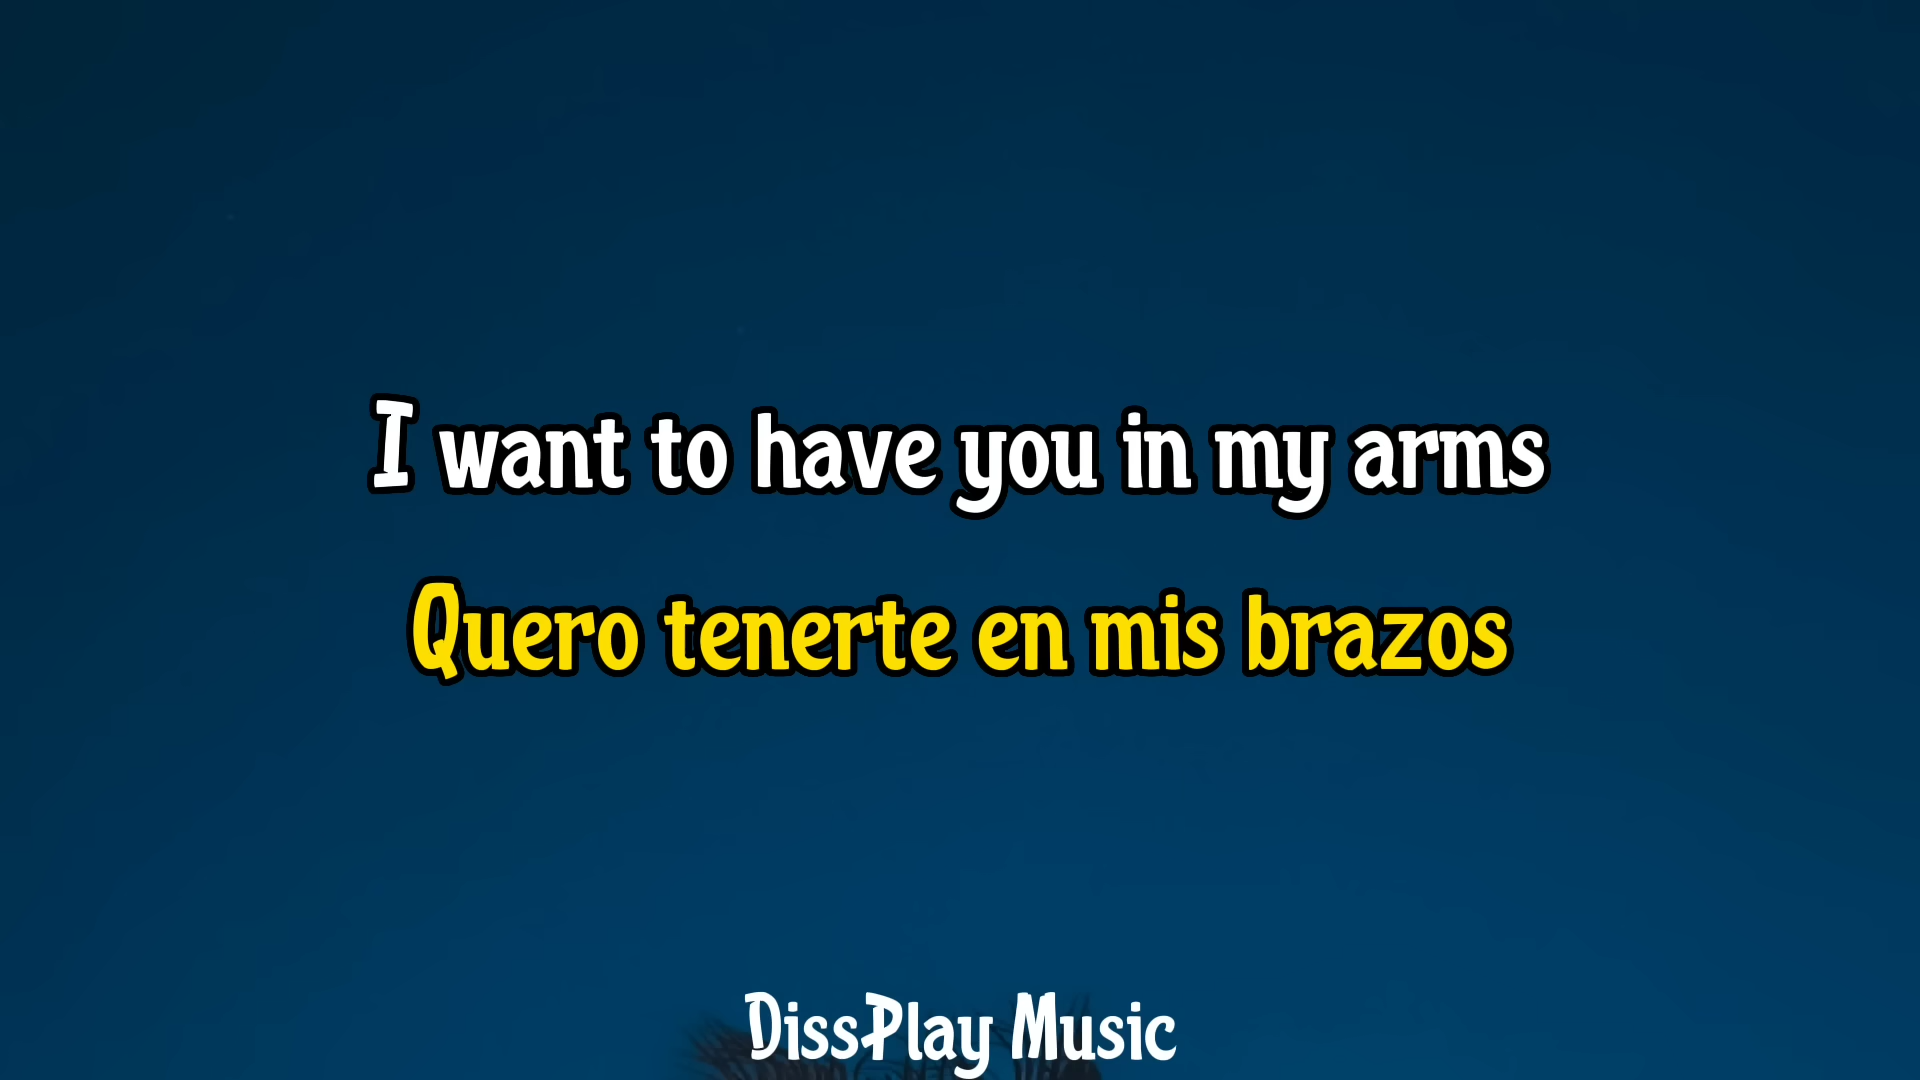 I want to have you in my arms
Quero tenerte en mis brazos
DissPlay Music